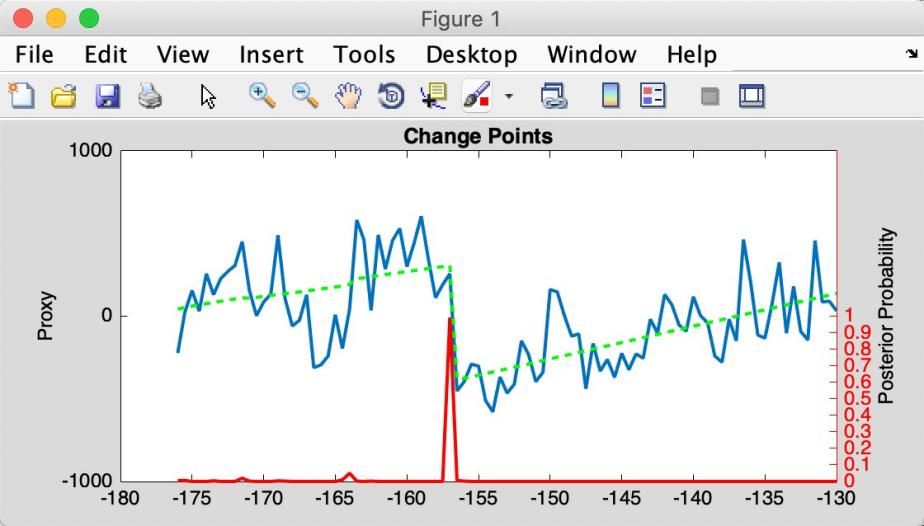 Figure 1
File Edit View Insert Tools Desktop Window Help
Change Points
1000
0
-1000
Proxy
-180 -175 -170 -165 -160 -155 -150 -145 -140 -135 -130
1
0.9
0.8
0.7
0.6
0.5
0.4
0.3
0.2
0.1
0
Posterior Probability